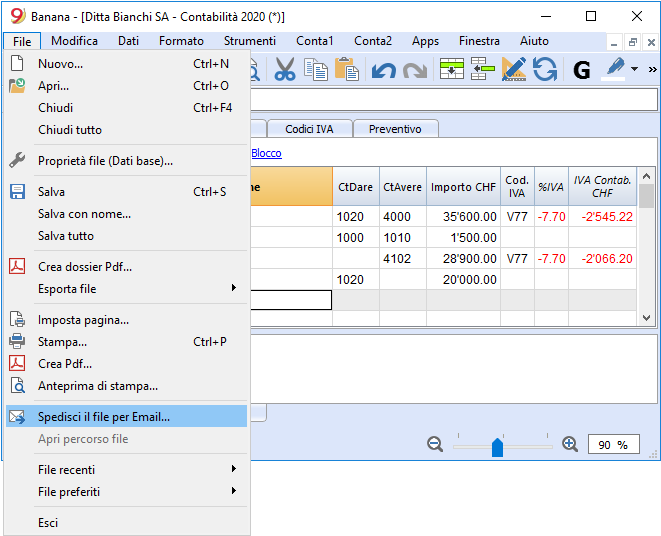 Banana - [Ditta Bianchi SA - Contabilità 2020 (*)]
File Modifica Dati Formato Strumenti Conta1 Conta2 Apps Finestra Aiuto
Nuovo... Ctrl+N
Apri... Ctrl+O
Chiudi Ctrl+F4
Chiudi tutto
Proprietà file (Dati base)...
Salva Ctrl+S
Salva con nome...
Salva tutto
Crea dossier Pdf...
Esporta file
Imposta pagina...
Stampa... Ctrl+P
Crea Pdf...
Anteprima di stampa...
Spedisci il file per Email...
Apri percorso file
File recenti
File preferiti
Esci
G
»
Codici IVA Preventivo
Blocco
ne CtDare CtAvere Importo CHF Cod. IVA %IVA IVA Contab. CHF
1020 4000 35'600.00 V77 -7.70 -2'545.22
1000 1010 1'500.00
4102 28'900.00 V77 -7.70 -2'066.20
1020 20'000.00
90 %